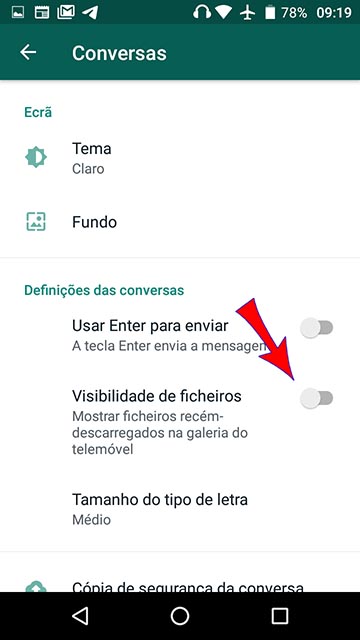 78% 09:19
Conversas
Ecrã
Tema
Claro
Fundo
Definições das conversas
Usar Enter para enviar
A tecla Enter envia a mensagem
Visibilidade de ficheiros
Mostrar ficheiros recém-
descarregados na galeria do
telemóvel
Tamanho do tipo de letra
Médio
Cópia de segurança da conversa